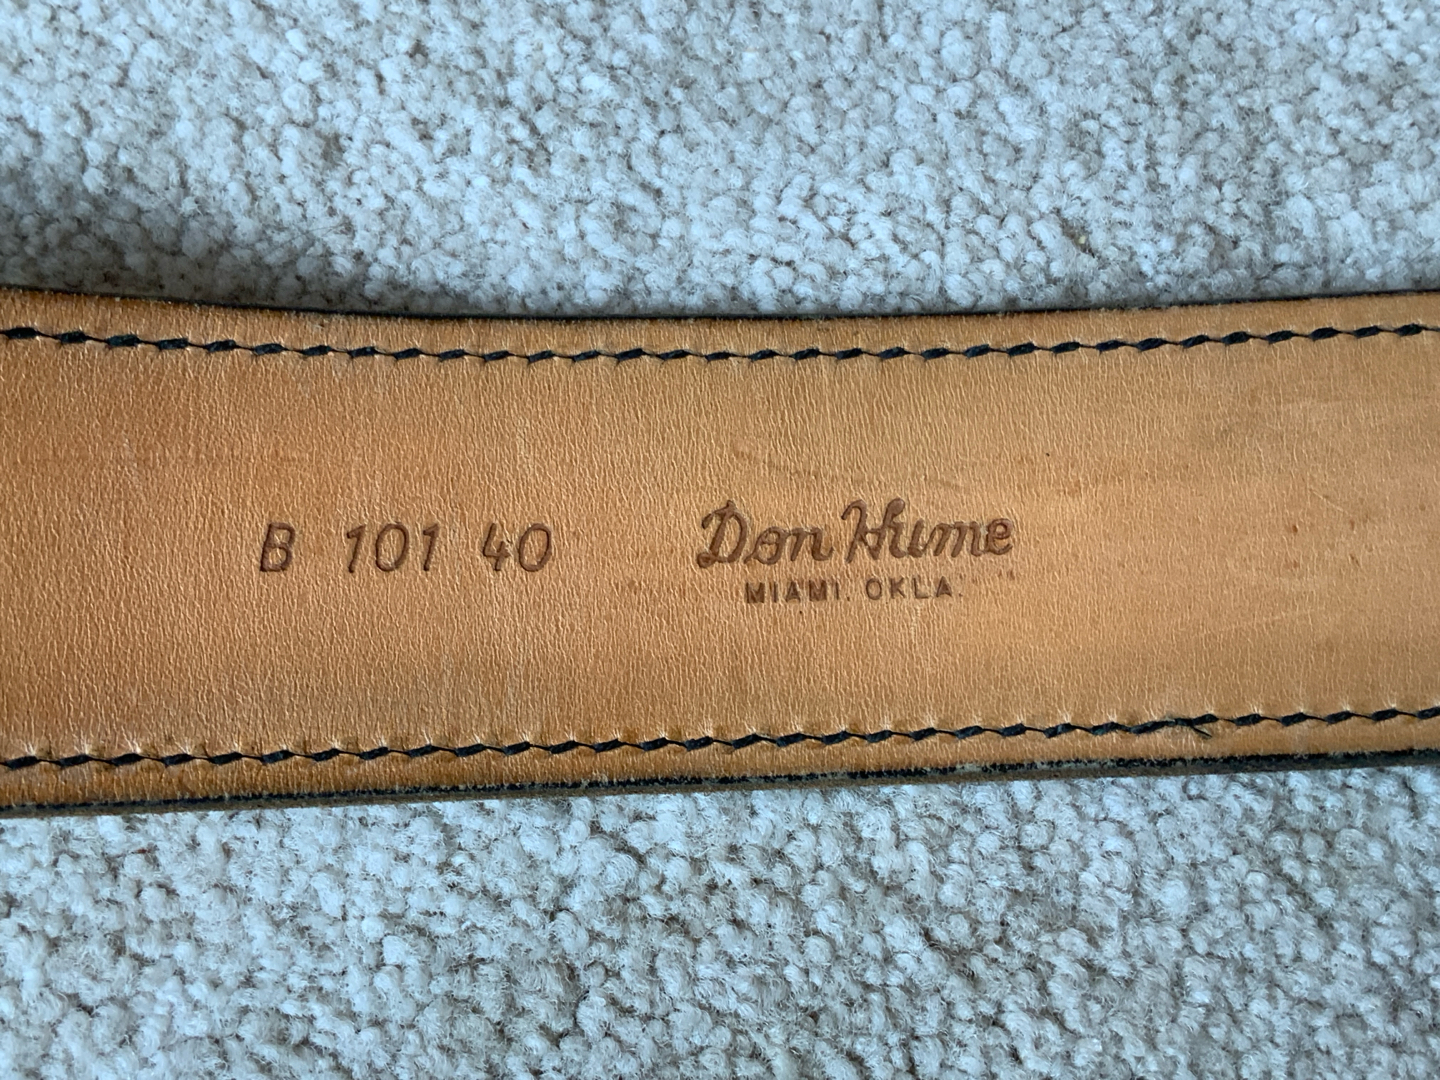 B 101 40
Don Hume
MIAMI. OKLA.